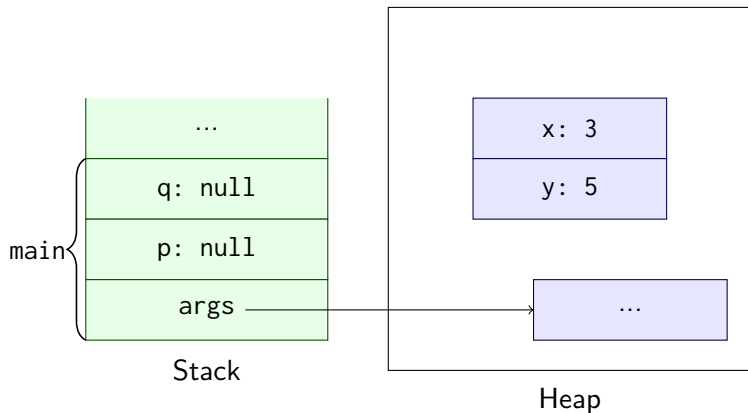 ...
q: null
main
p: null
args
Stack
x: 3
y: 5
...
Heap